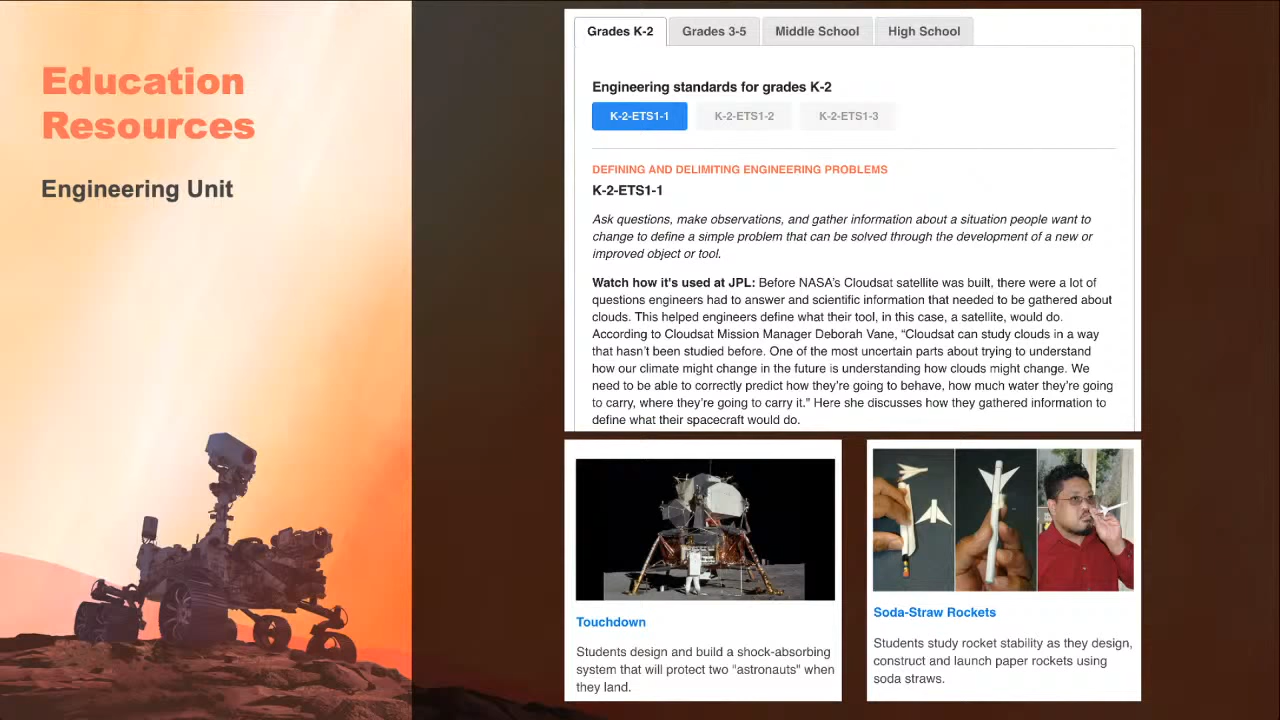 Education
Resources
Engineering Unit
Grades K-2
Grades 3-5
Middle School
High School
Engineering standards for grades K-2
K-2-ETS1-1
K-2-ETS1-2
K-2-ETS1-3
DEFINING AND DELIMITING ENGINEERING PROBLEMS
K-2-ETS1-1
Ask questions, make observations, and gather information about a situation people want to
change to define a simple problem that can be solved through the development of a new or
improved object or tool.
Watch how it's used at JPL: Before NASA's Cloudsat satellite was built, there were a lot of
questions engineers had to answer and scientific information that needed to be gathered about
clouds. This helped engineers define what their tool, in this case, a satellite, would do.
According to Cloudsat Mission Manager Deborah Vane, “Cloudsat can study clouds in a way
that hasn't been studied before. One of the most uncertain parts about trying to understand
how our climate might change in the future is understanding how clouds might change. We
need to be able to correctly predict how they're going to behave, how much water they're going
to carry, where they're going to carry it.” Here she discusses how they gathered information to
define what their spacecraft would do.
Touchdown
Students design and build a shock-absorbing
system that will protect two "astronauts" when
they land.
Soda-Straw Rockets
Students study rocket stability as they design,
construct and launch paper rockets using
soda straws.